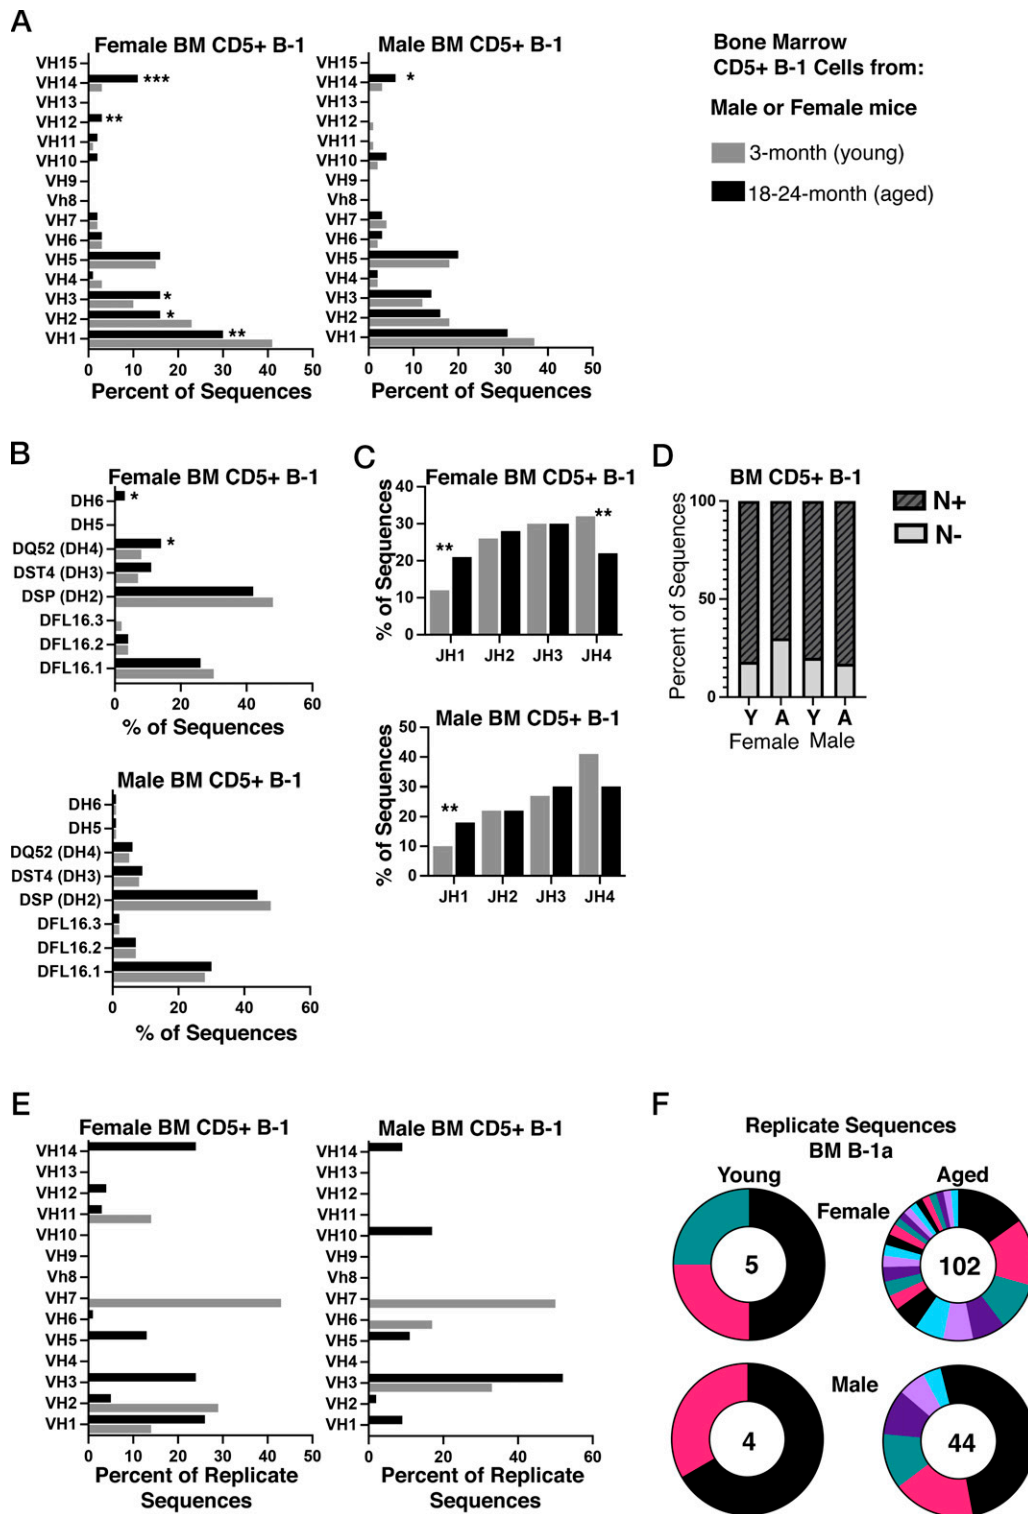 A
Female BM CD5+ B-1
VH15
VH14
***
VH13
VH12
**
VH11
VH10
VH9
Vh8
VH7
VH6
VH5
VH4
VH3
*
VH2
*
VH1
**
0 10 20 30 40 50
Percent of Sequences
Male BM CD5+ B-1
VH15
VH14
*
VH13
VH12
VH11
VH10
VH9
Vh8
VH7
VH6
VH5
VH4
VH3
VH2
VH1
0 10 20 30 40 50
Percent of Sequences
Bone Marrow
CD5+ B-1 Cells from:
Male or Female mice
3-month (young)
18-24-month (aged)
B
Female BM CD5+ B-1
DH6
*
DH5
DQ52 (DH4)
*
DST4 (DH3)
DSP (DH2)
DFL16.3
DFL16.2
DFL16.1
0 20 40 60
% of Sequences
Male BM CD5+ B-1
DH6
DH5
DQ52 (DH4)
DST4 (DH3)
DSP (DH2)
DFL16.3
DFL16.2
DFL16.1
0 20 40 60
% of Sequences
C
Female BM CD5+ B-1
% of Sequences
40
30
20
10
0
**
**
JH1 JH2 JH3 JH4
Male BM CD5+ B-1
% of Sequences
50
40
30
20
10
0
**
JH1 JH2 JH3 JH4
D
BM CD5+ B-1
Percent of Sequences
100
50
0
Y A Y A
Female Male
N+
N-
E
Female BM CD5+ B-1
VH14
VH13
VH12
VH11
VH10
VH9
Vh8
VH7
VH6
VH5
VH4
VH3
VH2
VH1
0 10 20 30 40 50
Percent of Replicate
Sequences
Male BM CD5+ B-1
VH14
VH13
VH12
VH11
VH10
VH9
Vh8
VH7
VH6
VH5
VH4
VH3
VH2
VH1
0 20 40 60
Percent of Replicate
Sequences
F
Replicate Sequences
BM B-1a
Young Aged
Female
5 102
Male
4 44